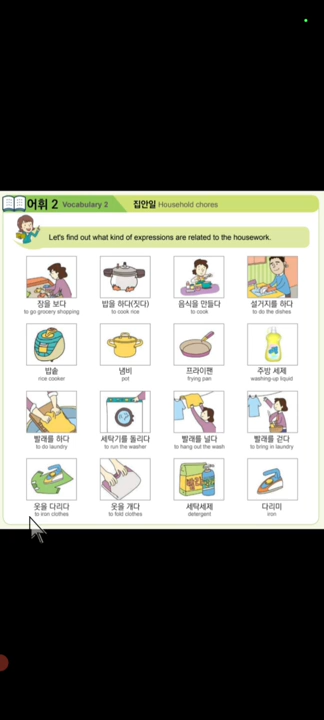 어휘 2 Vocabulary 2 집안일 Household chores
Let's find out what kind of expressions are related to the housework.
장을 보다 밥을 하다(짓다) 음식을 만들다 설거지를 하다
to go grocery shopping to cook rice to cook to do the dishes
밥솥 냄비 프라이팬 주방 세제
rice cooker pot frying pan washing-up liquid
빨래를 하다 세탁기를 돌리다 빨래를 널다 빨래를 걷다
to do laundry to run the washer to hang out the wash to bring in laundry
옷을 다리다 옷을 개다 세탁세제 다리미
to iron clothes to fold clothes detergent iron